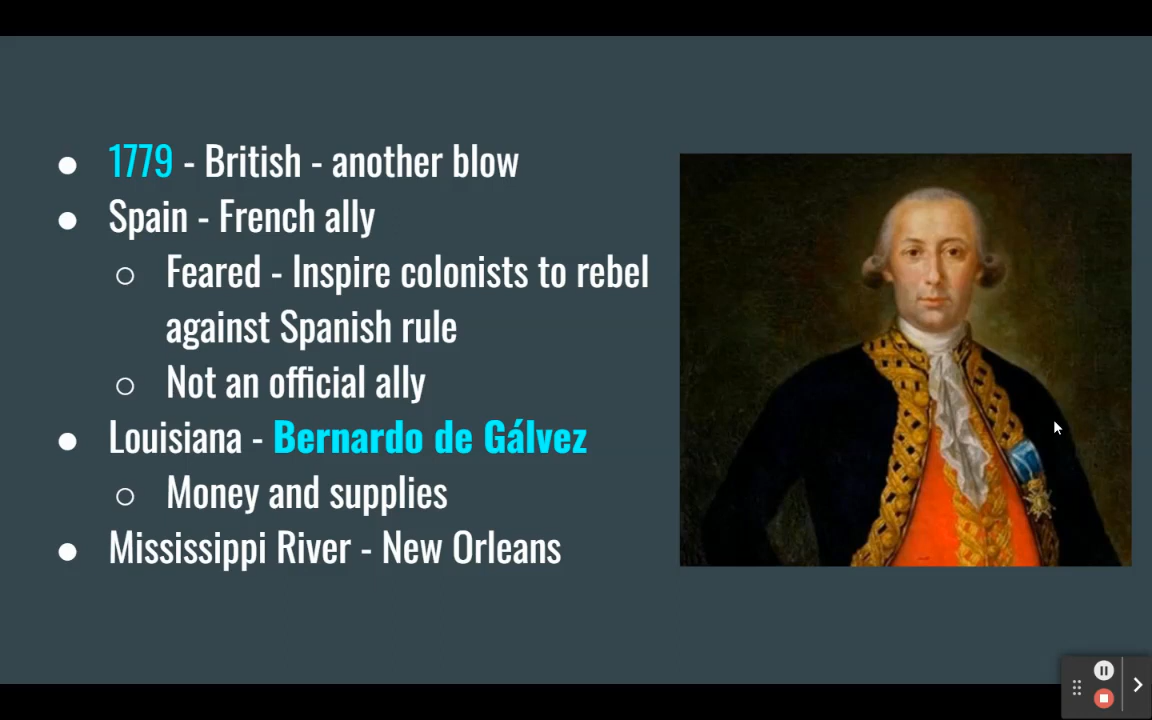 1779 - British - another blow
Spain - French ally
Feared - Inspire colonists to rebel
against Spanish rule
Not an official ally
Louisiana - Bernardo de Gálvez
Money and supplies
Mississippi River - New Orleans